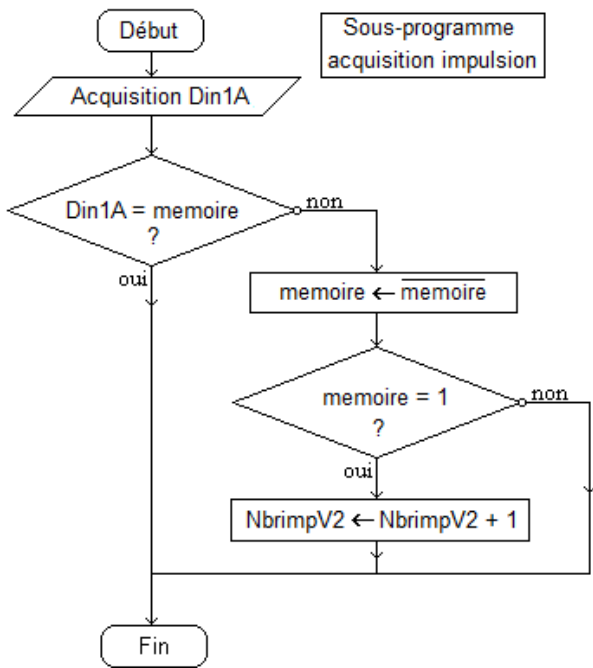 Début
Sous-programme
acquisition impulsion
Acquisition Din1A
Din1A = memoire
?
non
oui
memoire ← m̅e̅m̅o̅i̅r̅e̅
memoire = 1
?
non
oui
NbrimpV2 ← NbrimpV2 + 1
Fin